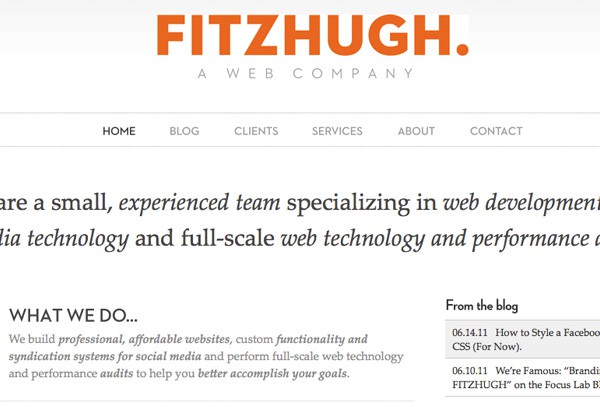 FITZHUGH.
A WEB COMPANY
HOME BLOG CLIENTS SERVICES ABOUT CONTACT
are a small, experienced team specializing in web development
technology and full-scale web technology and performance
WHAT WE DO...
We build professional, affordable websites, custom functionality and
syndication systems for social media and perform full-scale web technology
and performance audits to help you better accomplish your goals.
From the blog
06.14.11 How to Style a Faceboo
CSS (For Now).
06.10.11 We're Famous: “Brandi
FITZHUGH” on the Focus Lab Bl